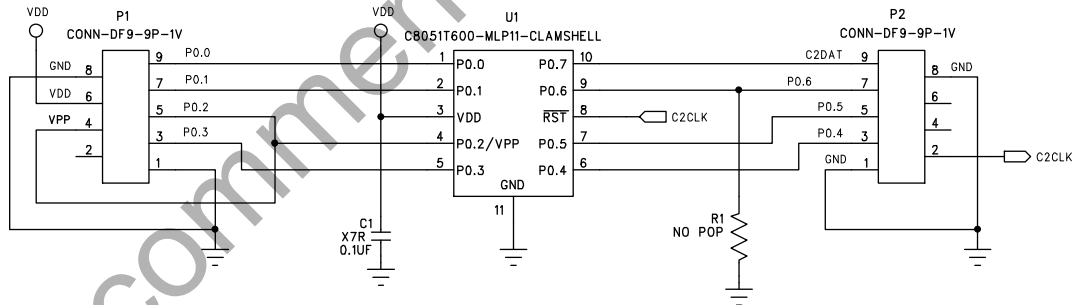 VDD
P1
CONN-DF9-9P-1V
GND 8
VDD 6
VPP 4
2
9 P0.0
7 P0.1
5 P0.2
3 P0.3
1
VDD
C1
X7R
0.1UF
U1
C8051T600-MLP11-CLAMSHELL
1 P0.0
2 P0.1
3 VDD
4 P0.2/VPP
5 P0.3
GND
11
P0.7 10
P0.6 9
RST 8
P0.5 7
P0.4 6
C2CLK
R1
NO POP
P2
CONN-DF9-9P-1V
C2DAT 9
P0.6 7
P0.5 5
P0.4 3
GND 1
8 GND
6
4
2
C2CLK
comme